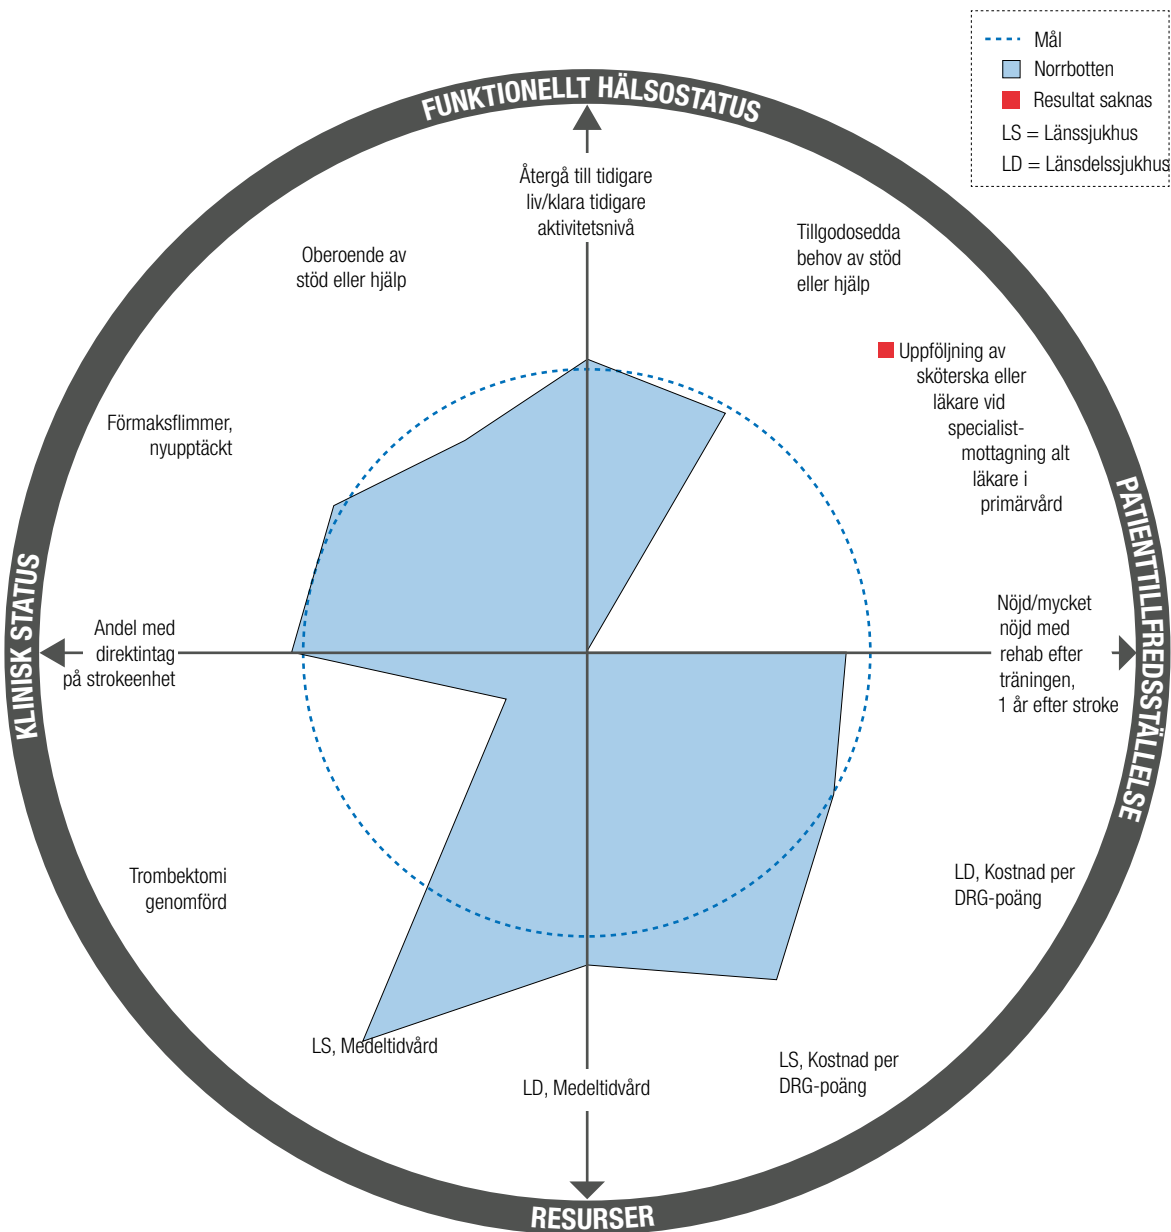 Mål
Norrbotten
Resultat saknas
LS = Länssjukhus
LD = Länsdelssjukhus
FUNKTIONELLT HÄLSOSTATUS
Återgå till tidigare
liv/klara tidigare
aktivitetsnivå
Oberoende av
stöd eller hjälp
Tillgodosedda
behov av stöd
eller hjälp
Uppföljning av
sköterska eller
läkare vid
specialist-
mottagning alt
läkare i
primärvård
Förmaksflimmer,
nyupptäckt
KLINISK STATUS
Andel med
direktintag
på strokeenhet
Nöjd/mycket
nöjd med
rehab efter
träningen,
1 år efter stroke
PATIENTTILLFREDSSTÄLLELSE
Trombektomi
genomförd
LD, Kostnad per
DRG-poäng
LS, Medeltidvård
LD, Medeltidvård
LS, Kostnad per
DRG-poäng
RESURSER